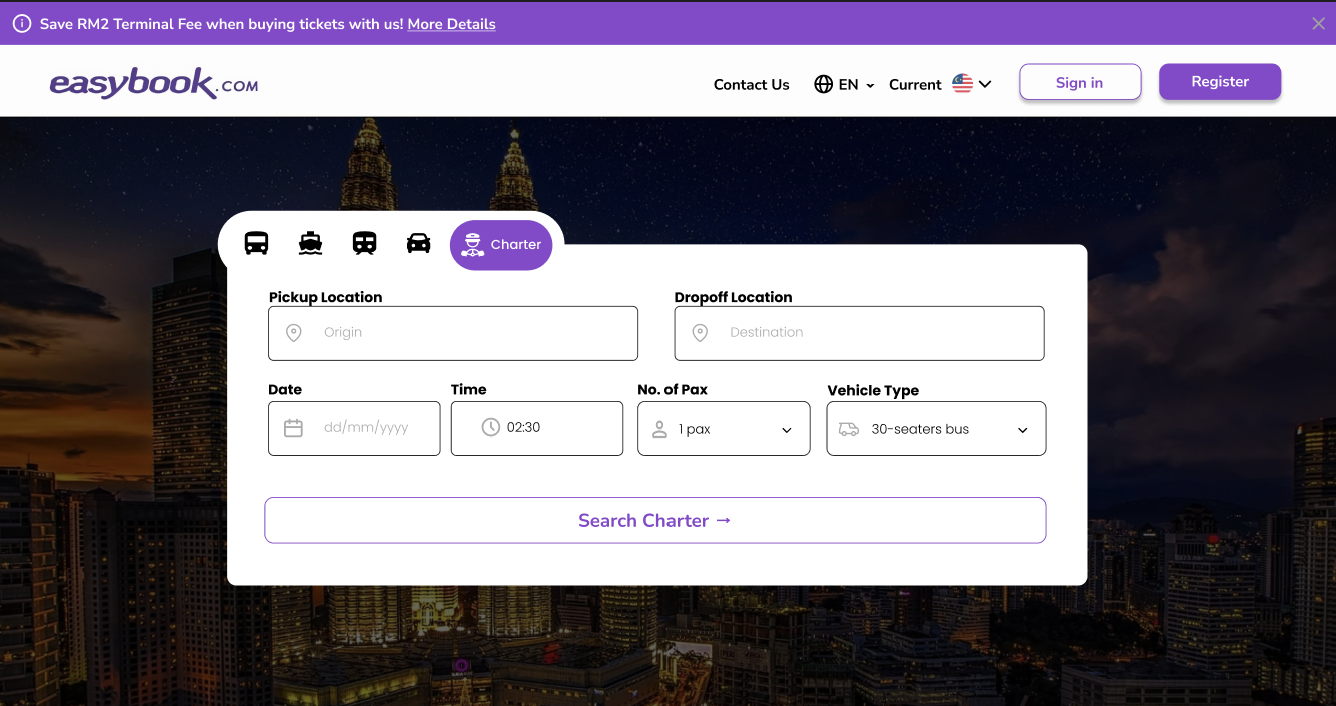 Save RM2 Terminal Fee when buying tickets with us! More Details
easybook.COM
Contact Us
EN
Current
Sign in
Register
Charter
Pickup Location
Dropoff Location
Origin
Destination
Date
Time
No. of Pax
Vehicle Type
dd/mm/yyyy
02:30
1 pax
30-seaters bus
Search Charter →